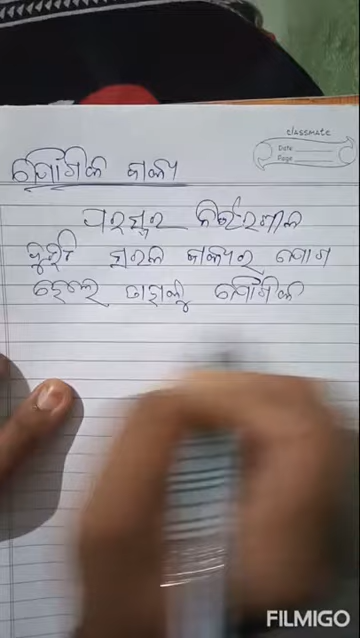 classmate
Date
Page
ଯୌଗିକ ବାକ୍ୟ
ପରସ୍ପର ନିର୍ଭରଶୀଳ
ଦୁଇଟି ସରଳ ବାକ୍ୟର ଯୋଗ
ହେଲେ ତାହାକୁ ଯୌଗିକ
FILMIGO